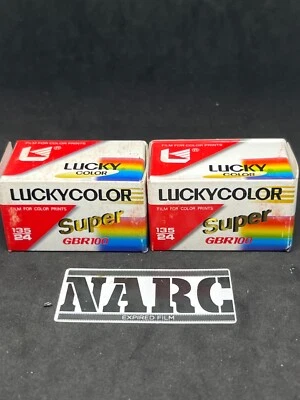 FILM FOR COLOR PRINTS
®
LUCKY
COLOR
LUCKYCOLOR
FILM FOR COLOR PRINTS
Super
135
24
GBR100
FILM FOR COLOR PRINTS
®
LUCKY
COLOR
LUCKYCOLOR
FILM FOR COLOR PRINTS
Super
135
24
GBR100
NARC
EXPIRED FILM